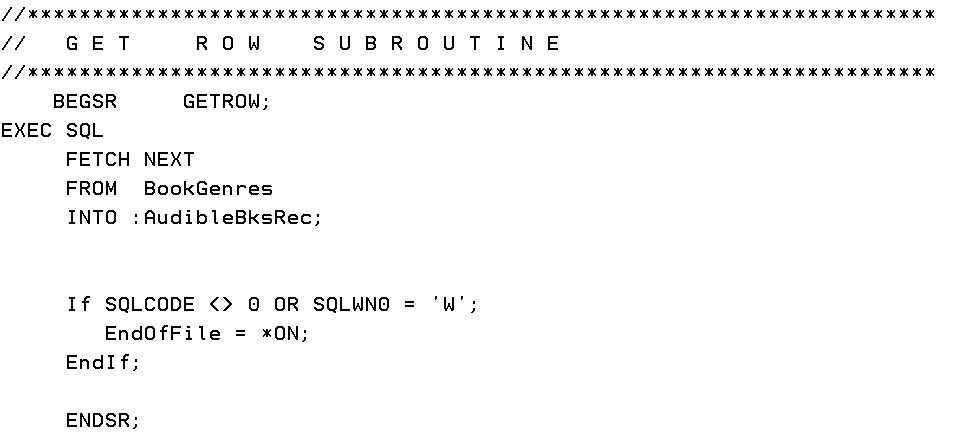 //**********************************************************************
//   G E T     R O W    S U B R O U T I N E
//**********************************************************************
    BEGSR     GETROW;
EXEC SQL
     FETCH NEXT
     FROM  BookGenres
     INTO :AudibleBksRec;
     If SQLCODE <> 0 OR SQLWN0 = 'W';
        EndOfFile = *ON;
     EndIf;
     ENDSR;